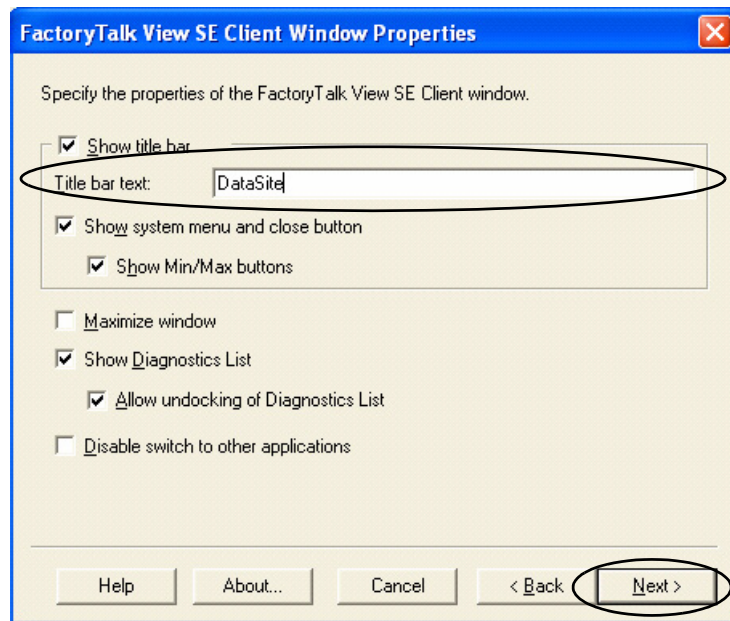 FactoryTalk View SE Client Window Properties
Specify the properties of the FactoryTalk View SE Client window.
Show title bar
Title bar text: DataSite
Show system menu and close button
Show Min/Max buttons
Maximize window
Show Diagnostics List
Allow undocking of Diagnostics List
Disable switch to other applications
Help About... Cancel < Back Next >